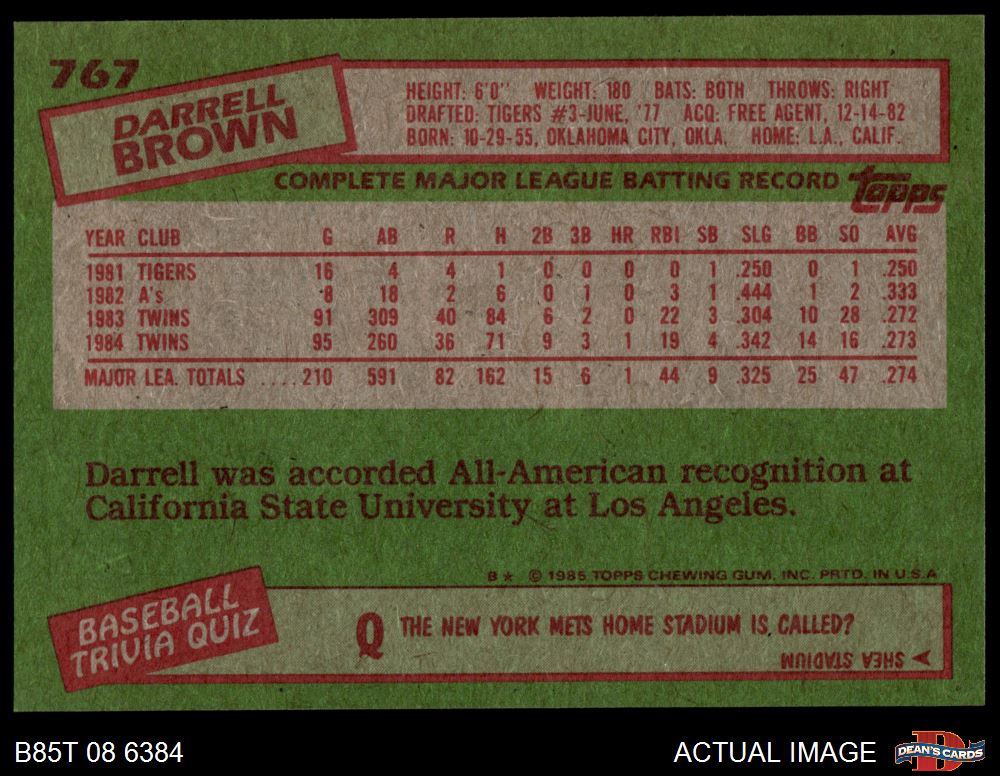 767
DARRELL
BROWN
HEIGHT: 6'0" WEIGHT: 180 BATS: BOTH THROWS: RIGHT
DRAFTED: TIGERS #3-JUNE, '77 ACQ: FREE AGENT, 12-14-82
BORN: 10-29-55, OKLAHOMA CITY, OKLA. HOME: L.A., CALIF.
COMPLETE MAJOR LEAGUE BATTING RECORD topps
YEAR CLUB G AB R H 2B 3B HR RBI SB SLG BB SO AVG
1981 TIGERS 16 4 4 1 0 0 0 0 1 .250 0 1 .250
1982 A's 8 18 2 6 0 1 0 3 1 .444 1 2 .333
1983 TWINS 91 309 40 84 6 2 0 22 3 .304 10 28 .272
1984 TWINS 95 260 36 71 9 3 1 19 4 .342 14 16 .273
MAJOR LEA. TOTALS ....210 591 82 162 15 6 1 44 9 .325 25 47 .274
Darrell was accorded All-American recognition at
California State University at Los Angeles.
B* © 1985 TOPPS CHEWING GUM, INC. PRTD. IN U.S.A
BASEBALL
TRIVIA QUIZ
Q THE NEW YORK METS HOME STADIUM IS CALLED?
SHEA STADIUM
B85T 08 6384
ACTUAL IMAGE
D
DEAN'S CARDS